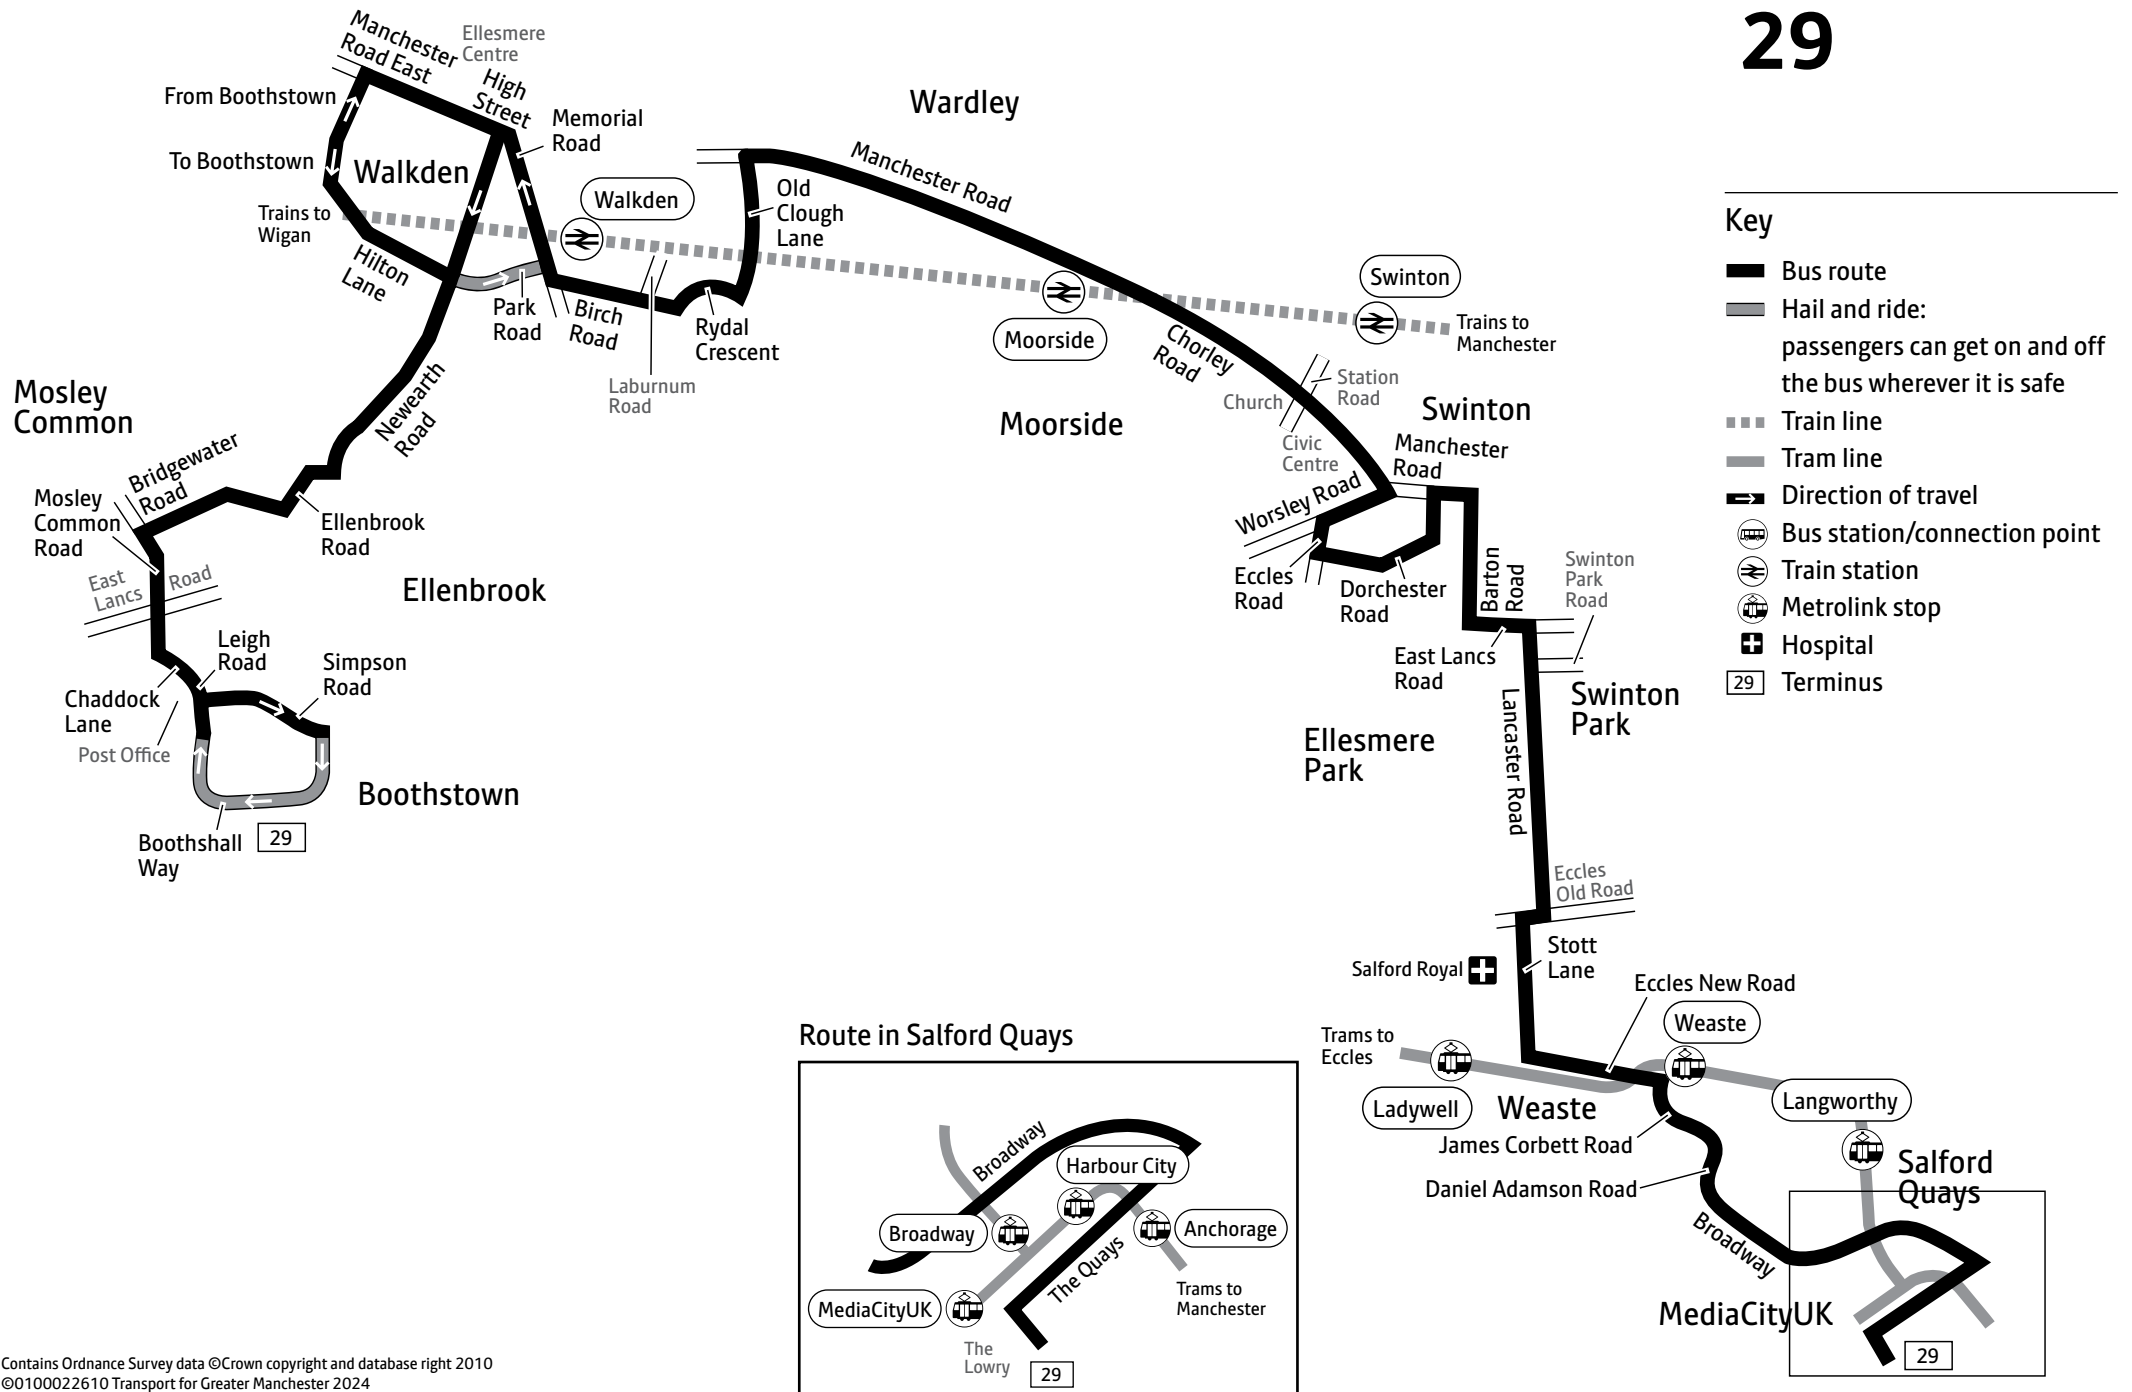 29
Manchester
Road East
Ellesmere
Centre
High
Street
From Boothstown
Memorial
Road
To Boothstown
Walkden
Walkden
Trains to
Wigan
Hilton
Lane
Park
Road
Birch
Road
Laburnum
Road
Rydal
Crescent
Old
Clough
Lane
Wardley
Manchester Road
Moorside
Moorside
Swinton
Trains to
Manchester
Chorley
Road
Station
Road
Church
Civic
Centre
Swinton
Manchester
Road
Worsley Road
Eccles
Road
Dorchester
Road
Barton
Road
Swinton
Park
Road
East Lancs
Road
Swinton
Park
Lancaster Road
Ellesmere
Park
Eccles
Old Road
Stott
Lane
Salford Royal
Eccles New Road
Weaste
Trams to
Eccles
Ladywell
Weaste
Langworthy
James Corbett Road
Daniel Adamson Road
Salford
Quays
Broadway
MediaCityUK
29
Mosley
Common
Newearth
Road
Bridgewater
Road
Mosley
Common
Road
Ellenbrook
Road
East
Lancs
Road
Ellenbrook
Leigh
Road
Simpson
Road
Chaddock
Lane
Post Office
Boothstown
Boothshall
Way
29
Route in Salford Quays
Broadway
Harbour City
Broadway
Anchorage
The Quays
MediaCityUK
Trams to
Manchester
The
Lowry
29
Key
Bus route
Hail and ride:
passengers can get on and off
the bus wherever it is safe
Train line
Tram line
Direction of travel
Bus station/connection point
Train station
Metrolink stop
Hospital
29 Terminus
Contains Ordnance Survey data ©Crown copyright and database right 2010
©0100022610 Transport for Greater Manchester 2024